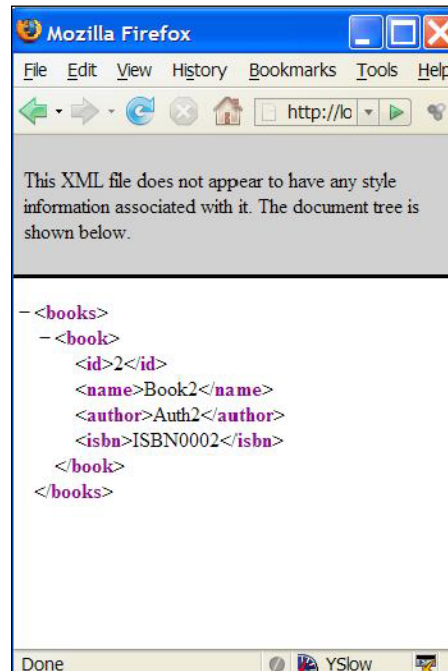 Mozilla Firefox
File Edit View History Bookmarks Tools Help
http://lo
This XML file does not appear to have any style
information associated with it. The document tree is
shown below.
−<books>
−<book>
<id>2</id>
<name>Book2</name>
<author>Auth2</author>
<isbn>ISBN0002</isbn>
</book>
</books>
Done YSlow